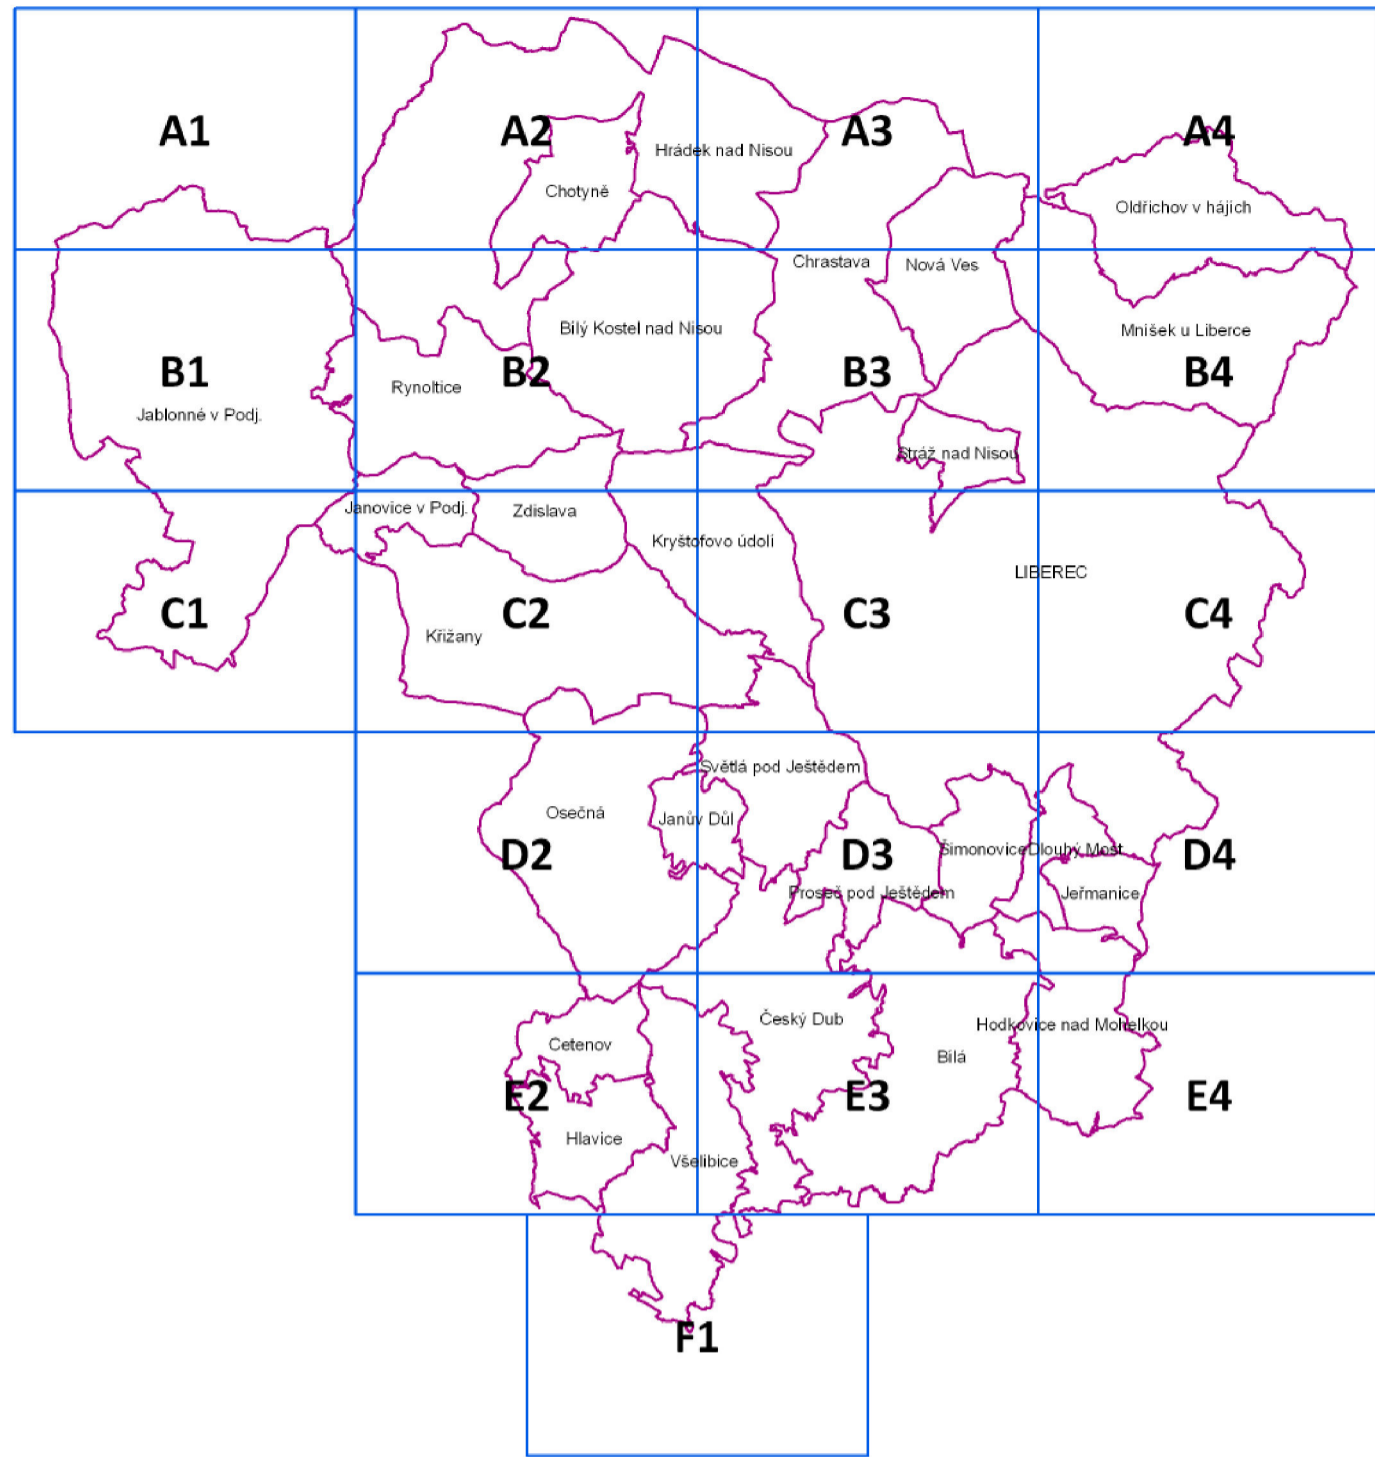 A1
A2
A3
A4
Hrádek nad Nisou
Chotyně
Oldřichov v hájích
Chrastava
Nová Ves
Bílý Kostel nad Nisou
Mníšek u Liberce
B1
B2
B3
B4
Rynoltice
Jablonné v Podj.
Stráž nad Nisou
Janovice v Podj.
Zdislava
Kryštofovo údolí
LIBEREC
C1
C2
C3
C4
Křižany
Světlá pod Ještědem
Osečná
Janův Důl
D2
D3
D4
Šimonovice
Dlouhý Most
Proseč pod Ještědem
Jeřmanice
Český Dub
Hodkovice nad Mohelkou
Cetenov
Bílá
E2
E3
E4
Hlavice
Všelibice
F1